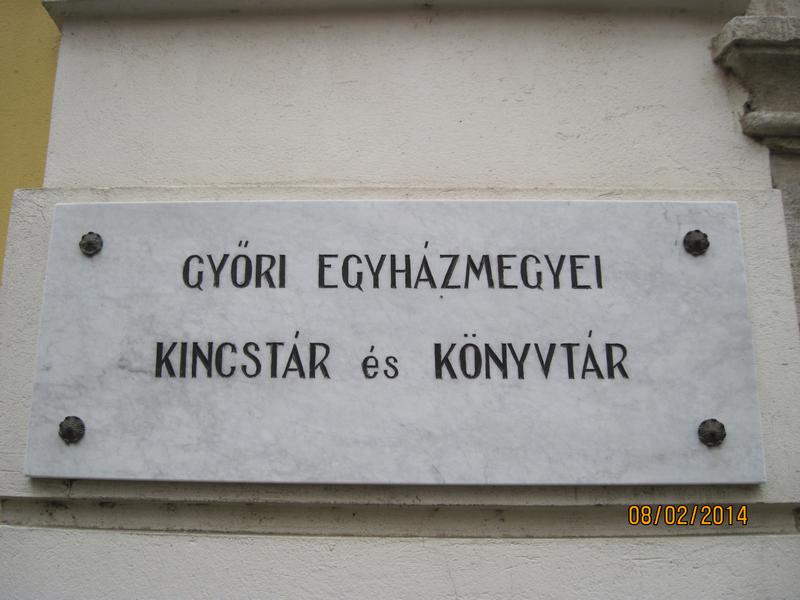 GYŐRI EGYHÁZMEGYEI
KINCSTÁR és KÖNYVTÁR
08/02/2014